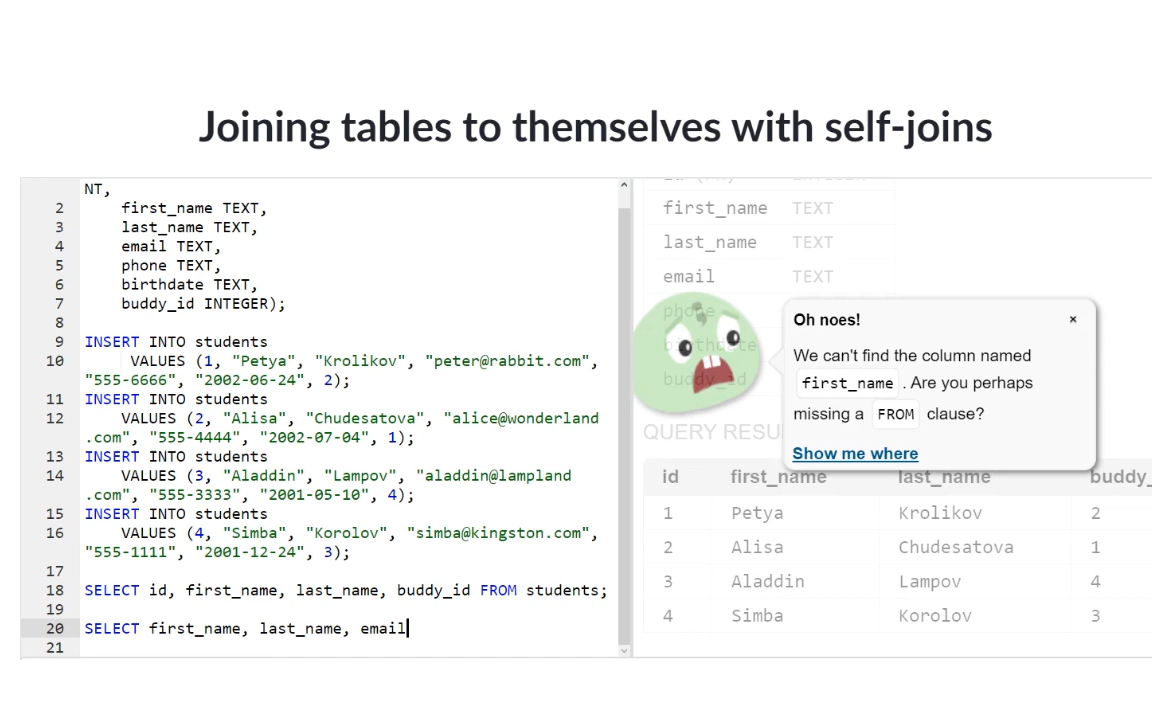 Joining tables to themselves with self-joins
NT,
2 first_name TEXT,
3 last_name TEXT,
4 email TEXT,
5 phone TEXT,
6 birthdate TEXT,
7 buddy_id INTEGER);
8
9 INSERT INTO students
10 VALUES (1, "Petya", "Krolikov", "peter@rabbit.com",
"555-6666", "2002-06-24", 2);
11 INSERT INTO students
12 VALUES (2, "Alisa", "Chudesatova", "alice@wonderland
.com", "555-4444", "2002-07-04", 1);
13 INSERT INTO students
14 VALUES (3, "Aladdin", "Lampov", "aladdin@lampland
.com", "555-3333", "2001-05-10", 4);
15 INSERT INTO students
16 VALUES (4, "Simba", "Korolov", "simba@kingston.com",
"555-1111", "2001-12-24", 3);
17
18 SELECT id, first_name, last_name, buddy_id FROM students;
19
20 SELECT first_name, last_name, email
21
first_name TEXT
last_name TEXT
email TEXT
phone
birthdate
buddy_id
Oh noes!
×
We can't find the column named
first_name . Are you perhaps
missing a FROM clause?
Show me where
QUERY RESU
id first_name last_name buddy_
1 Petya Krolikov 2
2 Alisa Chudesatova 1
3 Aladdin Lampov 4
4 Simba Korolov 3